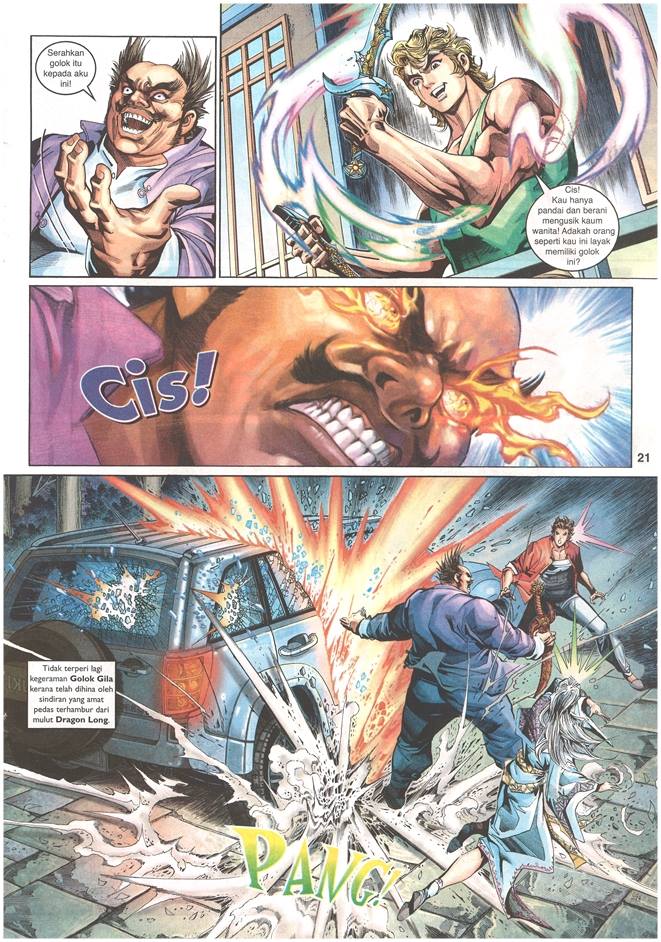 Serahkan
golok itu
kepada aku
ini!
Cis!
Kau hanya
pandai dan berani
mengusik kaum
wanita! Adakah orang
seperti kau ini layak
memiliki golok
ini?
Cis!
21
Tidak terperi lagi
kegeraman Golok Gila
kerana telah dihina oleh
sindiran yang amat
pedas terhambur dari
mulut Dragon Long.
PANG!